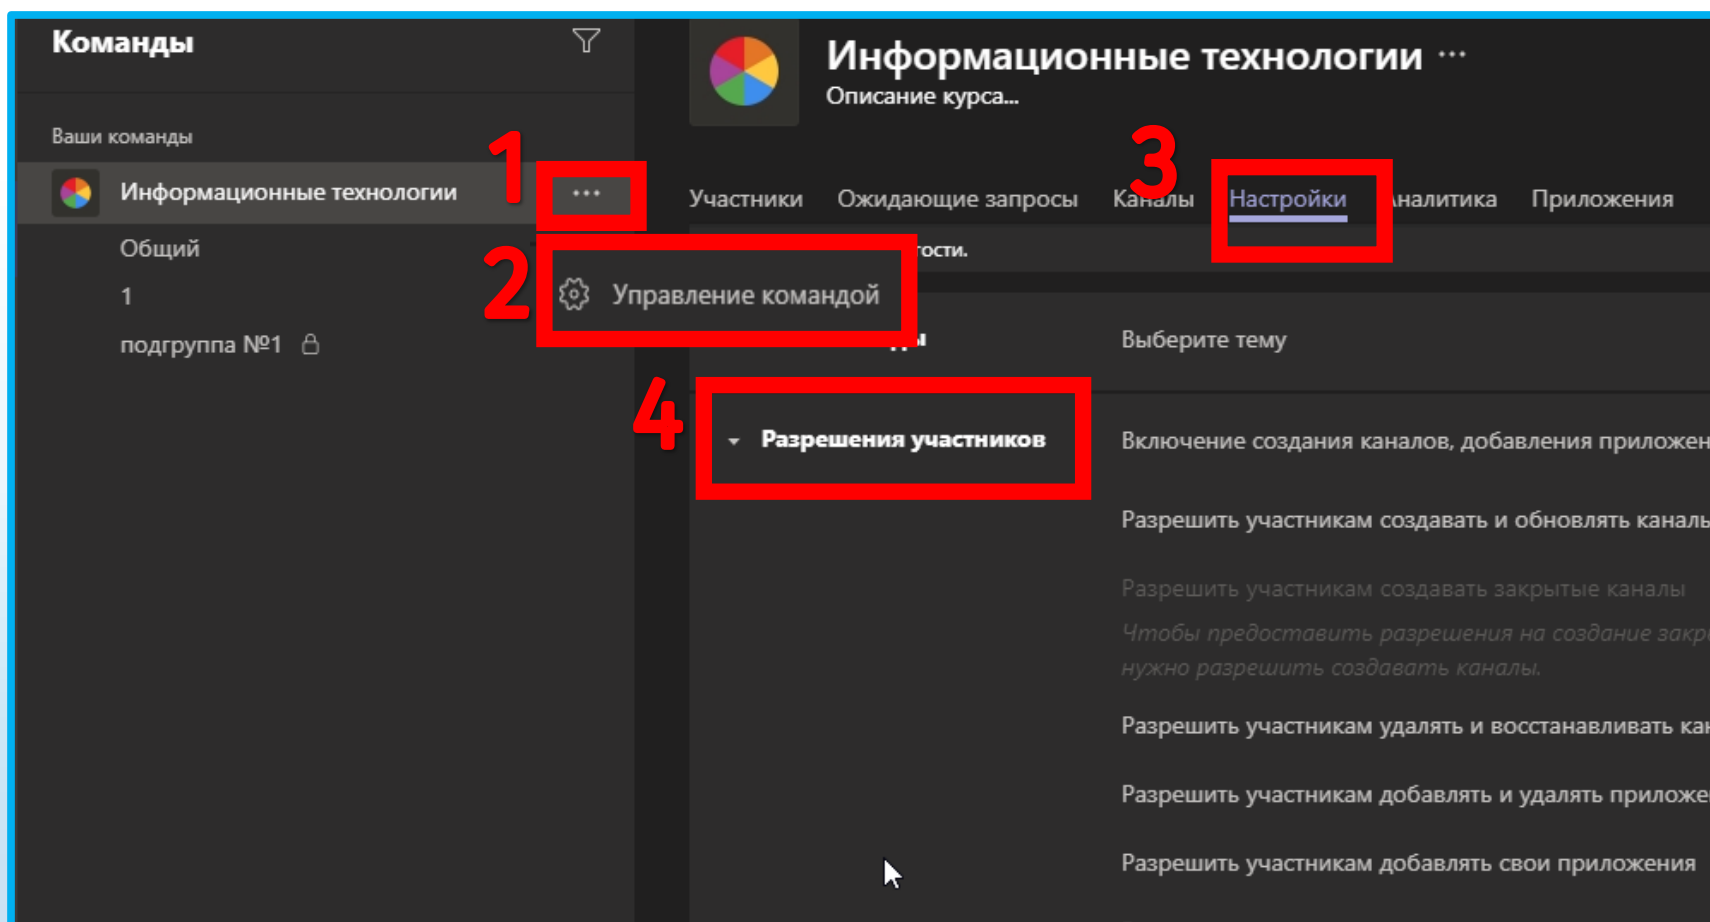 Команды
Ваши команды
Информационные технологии ...
Общий
1
подгруппа №1
1
2
Управление командой
Информационные технологии ...
Описание курса...
3
Участники Ожидающие запросы Каналы Настройки Аналитика Приложения
Выберите тему
4
Разрешения участников
Включение создания каналов, добавления приложен
Разрешить участникам создавать и обновлять каналы
Разрешить участникам создавать закрытые каналы
Чтобы предоставить разрешения на создание закр
нужно разрешить создавать каналы.
Разрешить участникам удалять и восстанавливать кан
Разрешить участникам добавлять и удалять приложе
Разрешить участникам добавлять свои приложения